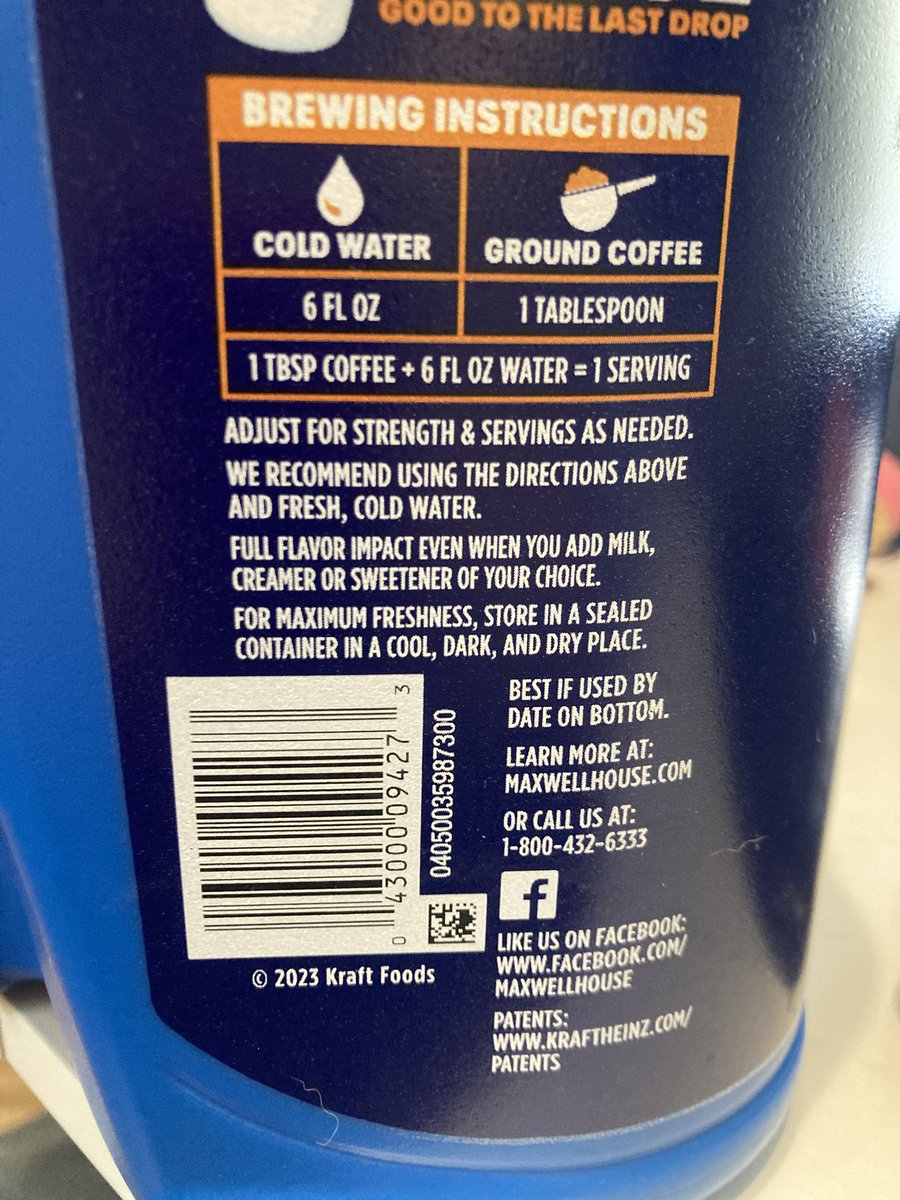 GOOD TO THE LAST DROP
BREWING INSTRUCTIONS
COLD WATER
GROUND COFFEE
6 FL OZ
1 TABLESPOON
1 TBSP COFFEE + 6 FL OZ WATER = 1 SERVING
ADJUST FOR STRENGTH & SERVINGS AS NEEDED.
WE RECOMMEND USING THE DIRECTIONS ABOVE
AND FRESH, COLD WATER.
FULL FLAVOR IMPACT EVEN WHEN YOU ADD MILK,
CREAMER OR SWEETENER OF YOUR CHOICE.
FOR MAXIMUM FRESHNESS, STORE IN A SEALED
CONTAINER IN A COOL, DARK, AND DRY PLACE.
0 43000 09427 3
04050035987300
© 2023 Kraft Foods
BEST IF USED BY
DATE ON BOTTOM.
LEARN MORE AT:
MAXWELLHOUSE.COM
OR CALL US AT:
1-800-432-6333
f
LIKE US ON FACEBOOK:
WWW.FACEBOOK.COM/
MAXWELLHOUSE
PATENTS:
WWW.KRAFTHEINZ.COM/
PATENTS